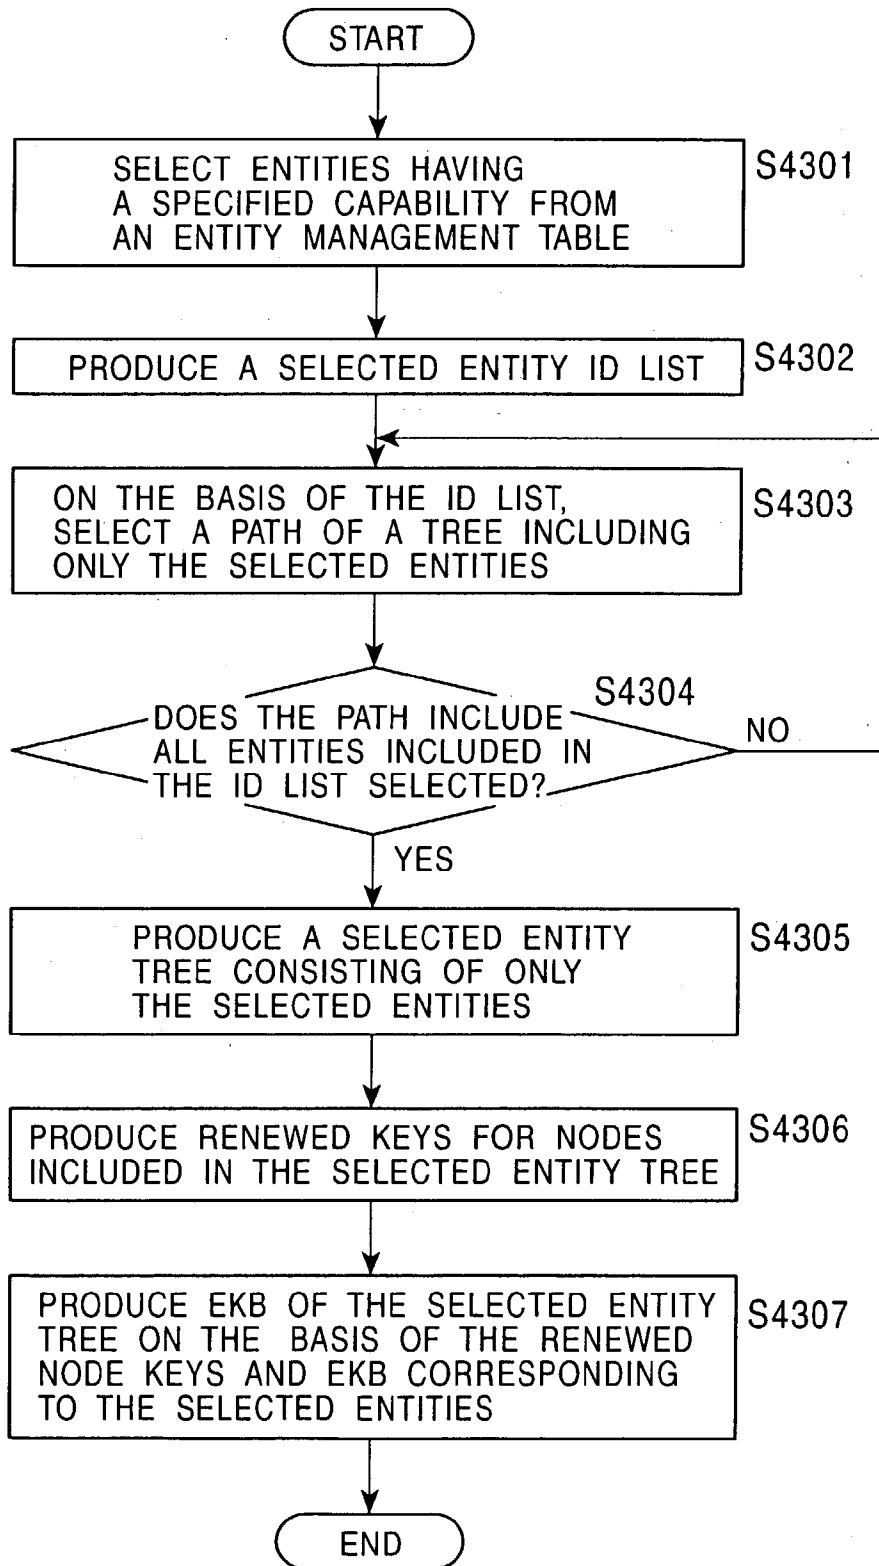 START
SELECT ENTITIES HAVING
A SPECIFIED CAPABILITY FROM
AN ENTITY MANAGEMENT TABLE
S4301
PRODUCE A SELECTED ENTITY ID LIST
S4302
ON THE BASIS OF THE ID LIST,
SELECT A PATH OF A TREE INCLUDING
ONLY THE SELECTED ENTITIES
S4303
S4304
DOES THE PATH INCLUDE
ALL ENTITIES INCLUDED IN
THE ID LIST SELECTED?
NO
YES
PRODUCE A SELECTED ENTITY
TREE CONSISTING OF ONLY
THE SELECTED ENTITIES
S4305
PRODUCE RENEWED KEYS FOR NODES
INCLUDED IN THE SELECTED ENTITY TREE
S4306
PRODUCE EKB OF THE SELECTED ENTITY
TREE ON THE BASIS OF THE RENEWED
NODE KEYS AND EKB CORRESPONDING
TO THE SELECTED ENTITIES
S4307
END